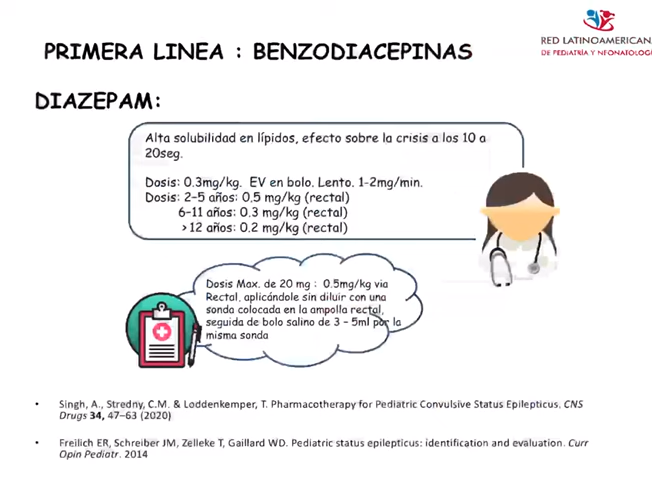 RED LATINOAMERICAN
DE PEDIATRÍA Y NEONATOLOGI
PRIMERA LINEA : BENZODIACEPINAS
DIAZEPAM:
Alta solubilidad en lípidos, efecto sobre la crisis a los 10 a
20seg.
Dosis: 0.3mg/kg. EV en bolo. Lento. 1-2mg/min.
Dosis: 2-5 años: 0,5 mg/kg (rectal)
6-11 años: 0.3 mg/kg (rectal)
> 12 años: 0.2 mg/kg (rectal)
Dosis Max. de 20 mg : 0.5mg/kg via
Rectal, aplicándole sin diluir con una
sonda colocada en la ampolla rectal,
seguida de bolo salino de 3 – 5ml por la
misma sonda
• Singh, A., Stredny, C.M. & Loddenkemper, T. Pharmacotherapy for Pediatric Convulsive Status Epilepticus. CNS
Drugs 34, 47–63 (2020)
• Freilich ER, Schreiber JM, Zelleke T, Gaillard WD. Pediatric status epilepticus: identification and evaluation. Curr
Opin Pediatr. 2014